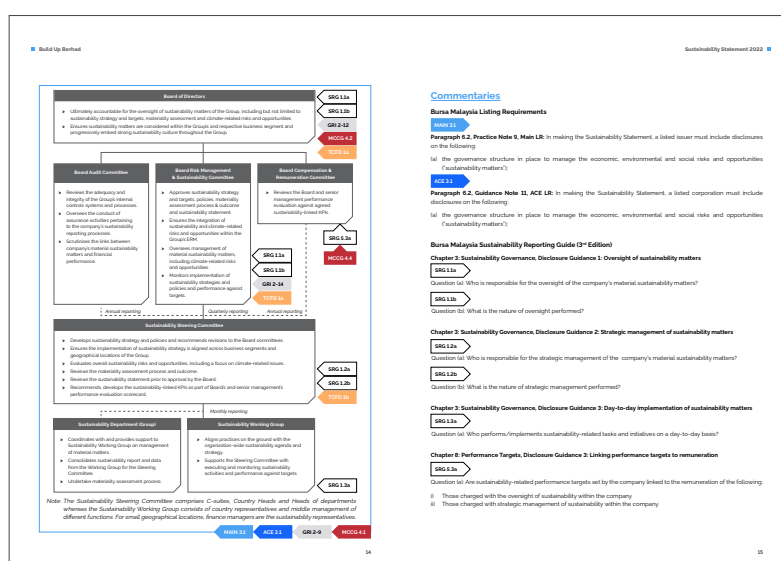 Build Up Berhad
Sustainability Statement 2022
Board of Directors
Ultimately accountable for the oversight of sustainability matters of the Group, including but not limited to
sustainability strategy and targets, materiality assessment and climate-related risks and opportunities.
Ensures sustainability matters are considered within the Group's and respective business segment and
progressively embed strong sustainability culture throughout the Group.
SRG 1.1a
SRG 1.1b
GRI 2-12
MCCG 4.2
TCFD 1a
Board Audit Committee
Reviews the adequacy and
integrity of the Group's internal
controls systems and processes.
Oversees the conduct of
assurance activities pertaining
to the company's sustainability
reporting processes.
Scrutinises the links between
company's material sustainability
matters and financial
performance.
Board Risk Management
& Sustainability Committee
Approves sustainability strategy
and targets, policies, materiality
assessment process & outcome
and sustainability statement.
Ensures the integration of
sustainability and climate-related
risks and opportunities within the
Group's ERM.
Oversees management of
material sustainability matters,
including climate-related risks
and opportunities.
Monitors implementation of
sustainability strategies and
policies and performance against
targets.
SRG 1.1a
SRG 1.1b
GRI 2-14
TCFD 1a
Board Compensation &
Remuneration Committee
Reviews the Board and senior
management performance
evaluation against agreed
sustainability-linked KPIs.
SRG 5.3a
MCCG 4.4
Annual reporting
Quarterly reporting
Annual reporting
Sustainability Steering Committee
Develops sustainability strategy and policies and recommends revisions to the Board committees.
Ensures the implementation of sustainability strategy is aligned across business segments and
geographical locations of the Group.
Evaluates overall sustainability risks and opportunities, including a focus on climate-related issues.
Reviews the materiality assessment process and outcome.
Reviews the sustainability statement prior to approval by the Board.
Recommends, develops the sustainability-linked KPIs as part of Board's and senior management's
performance evaluation scorecard.
SRG 1.2a
SRG 1.2b
TCFD 1b
Monthly reporting
Sustainability Department (Group)
Coordinates with and provides support to
Sustainability Working Group on management
of material matters.
Consolidates sustainability report and data
from the Working Group for the Steering
Committee.
Undertake materiality assessment process.
Sustainability Working Group
Aligns practices on the ground with the
organisation-wide sustainability agenda and
strategy.
Supports the Steering Committee with
executing and monitoring sustainability
activities and performance against targets.
SRG 1.3a
Note: The Sustainability Steering Committee comprises C-suites, Country Heads and Heads of departments
whereas the Sustainability Working Group consists of country representatives and middle management of
different functions. For small geographical locations, finance managers are the sustainability representatives.
MAIN 3.1
ACE 3.1
GRI 2-9
MCCG 4.1
14
Commentaries
Bursa Malaysia Listing Requirements
MAIN 3.1
Paragraph 6.2, Practice Note 9, Main LR: In making the Sustainability Statement, a listed issuer must include disclosures
on the following:
(a) the governance structure in place to manage the economic, environmental and social risks and opportunities
("sustainability matters");
ACE 3.1
Paragraph 6.2, Guidance Note 11, ACE LR: In making the Sustainability Statement, a listed corporation must include
disclosures on the following:
(a) the governance structure in place to manage the economic, environmental and social risks and opportunities
("sustainability matters");
Bursa Malaysia Sustainability Reporting Guide (3rd Edition)
Chapter 3: Sustainability Governance, Disclosure Guidance 1: Oversight of sustainability matters
SRG 1.1a
Question (a): Who is responsible for the oversight of the company's material sustainability matters?
SRG 1.1b
Question (b): What is the nature of oversight performed?
Chapter 3: Sustainability Governance, Disclosure Guidance 2: Strategic management of sustainability matters
SRG 1.2a
Question (a): Who is responsible for the strategic management of the company's material sustainability matters?
SRG 1.2b
Question (b): What is the nature of strategic management performed?
Chapter 3: Sustainability Governance, Disclosure Guidance 3: Day-to-day implementation of sustainability matters
SRG 1.3a
Question (a): Who performs/implements sustainability-related tasks and initiatives on a day-to-day basis?
Chapter 8: Performance Targets, Disclosure Guidance 3: Linking performance targets to remuneration
SRG 5.3a
Question (a): Are sustainability-related performance targets set by the company linked to the remuneration of the following:
i) Those charged with the oversight of sustainability within the company
ii) Those charged with strategic management of sustainability within the company
15